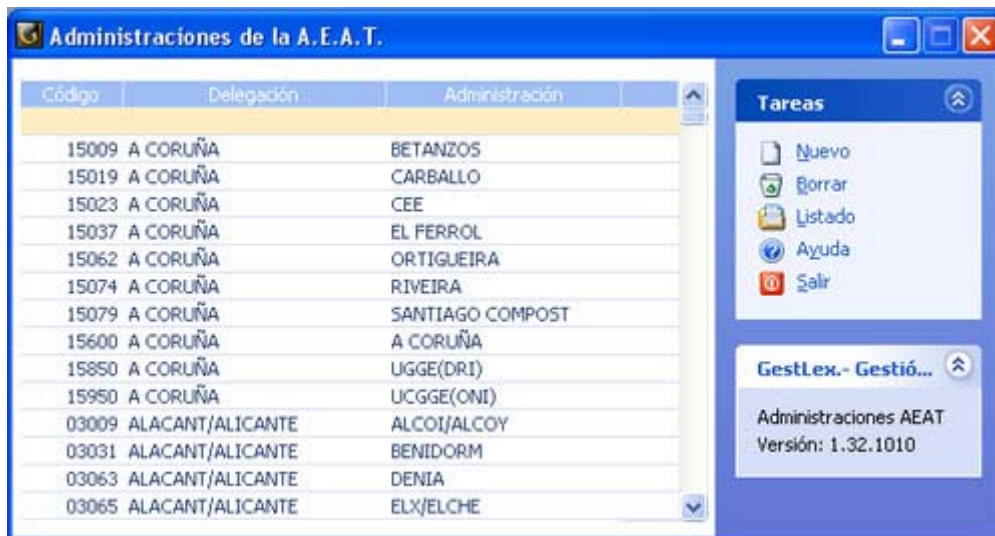 Administraciones de la A.E.A.T.
Código Delegación Administración
15009 A CORUÑA BETANZOS
15019 A CORUÑA CARBALLO
15023 A CORUÑA CEE
15037 A CORUÑA EL FERROL
15062 A CORUÑA ORTIGUEIRA
15074 A CORUÑA RIVEIRA
15079 A CORUÑA SANTIAGO COMPOST
15600 A CORUÑA A CORUÑA
15850 A CORUÑA UGGE(DRI)
15950 A CORUÑA UCGGE(ONI)
03009 ALACANT/ALICANTE ALCOI/ALCOY
03031 ALACANT/ALICANTE BENIDORM
03063 ALACANT/ALICANTE DENIA
03065 ALACANT/ALICANTE ELX/ELCHE
Tareas
Nuevo
Borrar
Listado
Ayuda
Salir
GestLex.- Gestió...
Administraciones AEAT
Versión: 1.32.1010